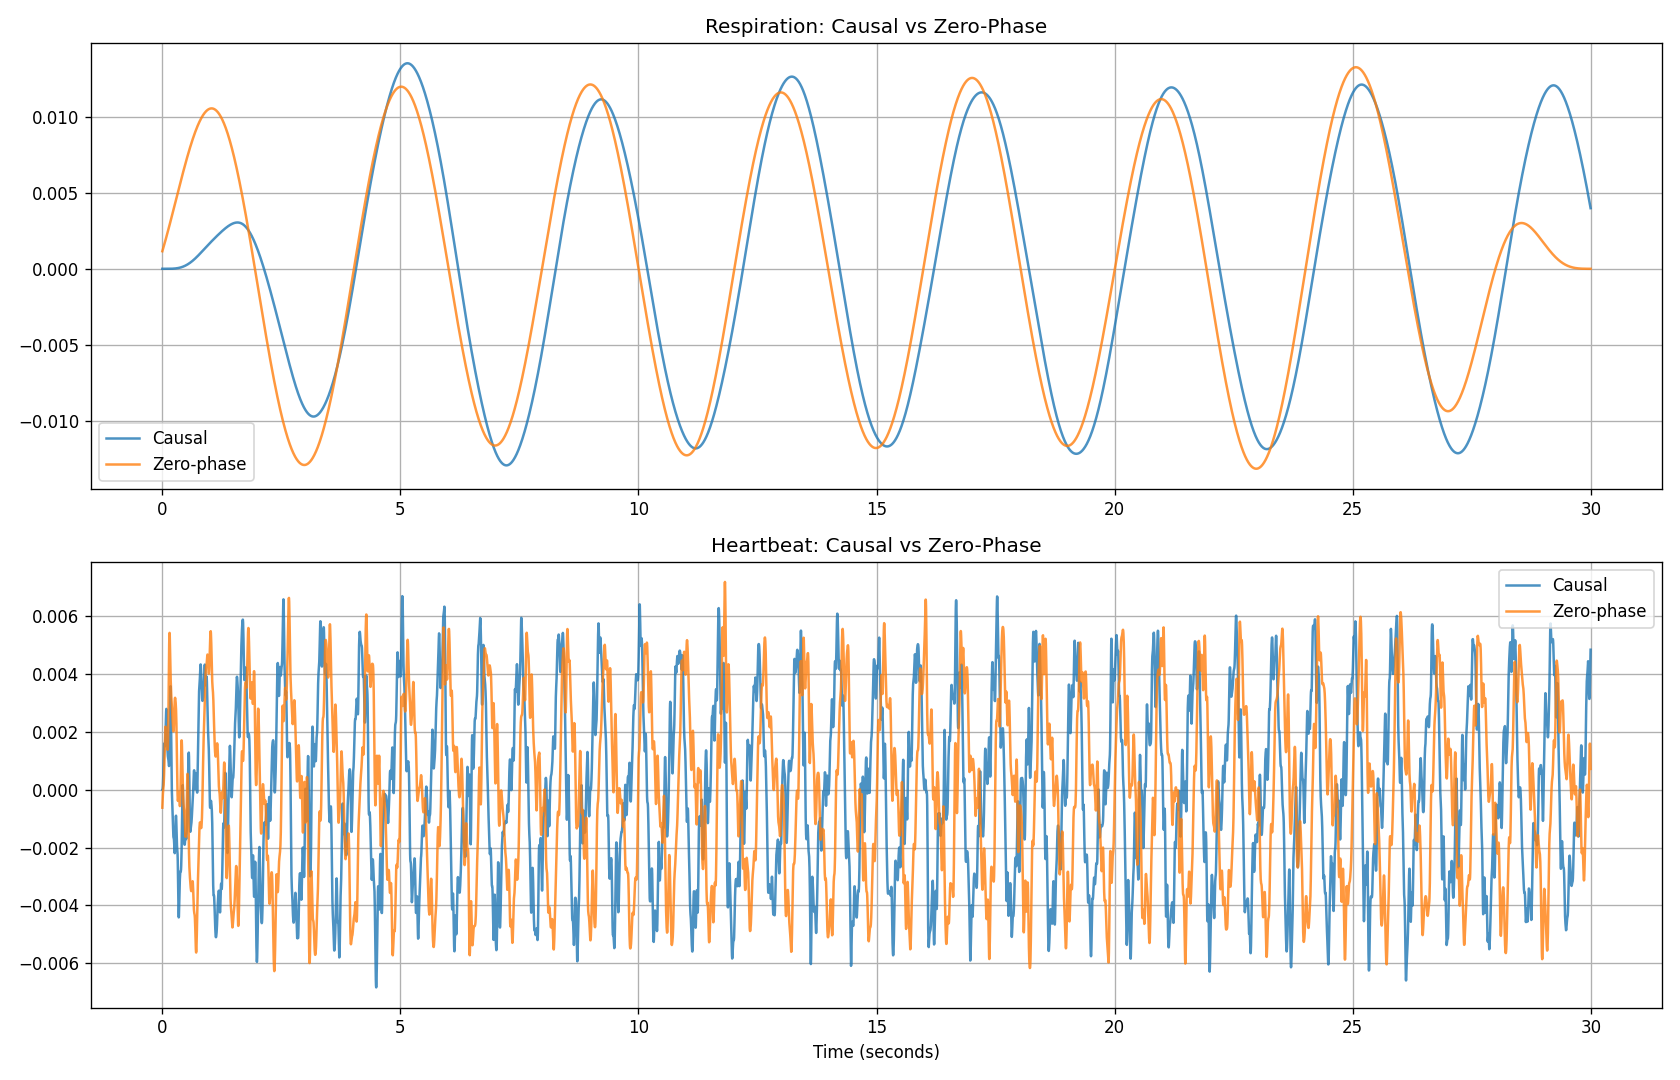 Respiration: Causal vs Zero-Phase
0.010
0.005
0.000
−0.005
−0.010
Causal
Zero-phase
0 5 10 15 20 25 30
Heartbeat: Causal vs Zero-Phase
Causal
Zero-phase
0.006
0.004
0.002
0.000
−0.002
−0.004
−0.006
0 5 10 15 20 25 30
Time (seconds)